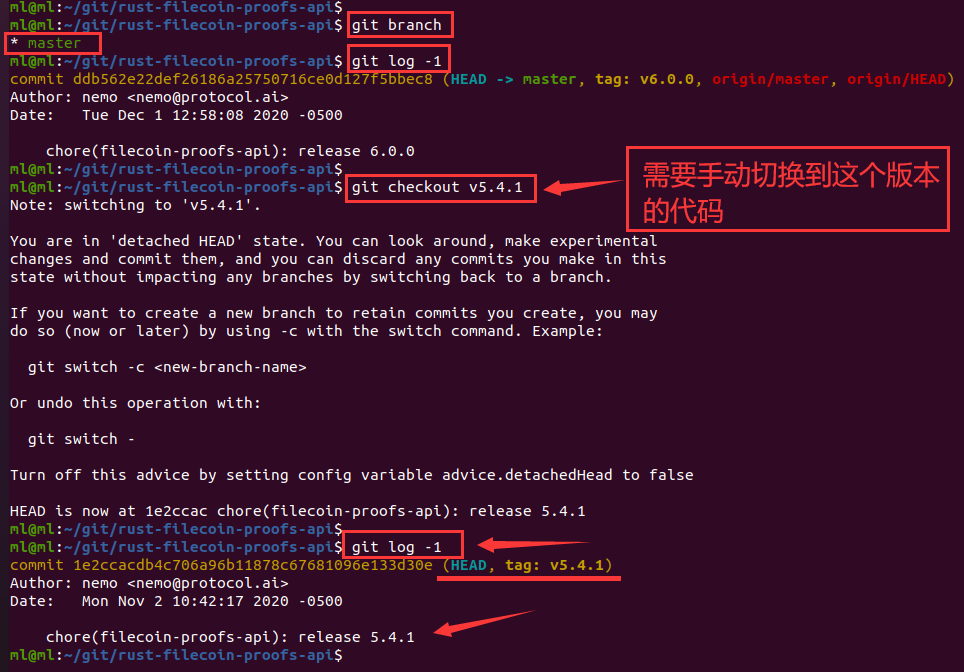 ml@ml:~/git/rust-filecoin-proofs-api$
ml@ml:~/git/rust-filecoin-proofs-api$ git branch
* master
ml@ml:~/git/rust-filecoin-proofs-api$ git log -1
commit ddb562e22def26186a25750716ce0d127f5bbec8 (HEAD -> master, tag: v6.0.0, origin/master, origin/HEAD)
Author: nemo <nemo@protocol.ai>
Date:   Tue Dec 1 12:58:08 2020 -0500

    chore(filecoin-proofs-api): release 6.0.0
ml@ml:~/git/rust-filecoin-proofs-api$
ml@ml:~/git/rust-filecoin-proofs-api$ git checkout v5.4.1
需要手动切换到这个版本
的代码
Note: switching to 'v5.4.1'.

You are in 'detached HEAD' state. You can look around, make experimental
changes and commit them, and you can discard any commits you make in this
state without impacting any branches by switching back to a branch.

If you want to create a new branch to retain commits you create, you may
do so (now or later) by using -c with the switch command. Example:

  git switch -c <new-branch-name>

Or undo this operation with:

  git switch -

Turn off this advice by setting config variable advice.detachedHead to false

HEAD is now at 1e2ccac chore(filecoin-proofs-api): release 5.4.1
ml@ml:~/git/rust-filecoin-proofs-api$
ml@ml:~/git/rust-filecoin-proofs-api$ git log -1
commit 1e2ccacdb4c706a96b11878c67681096e133d30e (HEAD, tag: v5.4.1)
Author: nemo <nemo@protocol.ai>
Date:   Mon Nov 2 10:42:17 2020 -0500

    chore(filecoin-proofs-api): release 5.4.1
ml@ml:~/git/rust-filecoin-proofs-api$